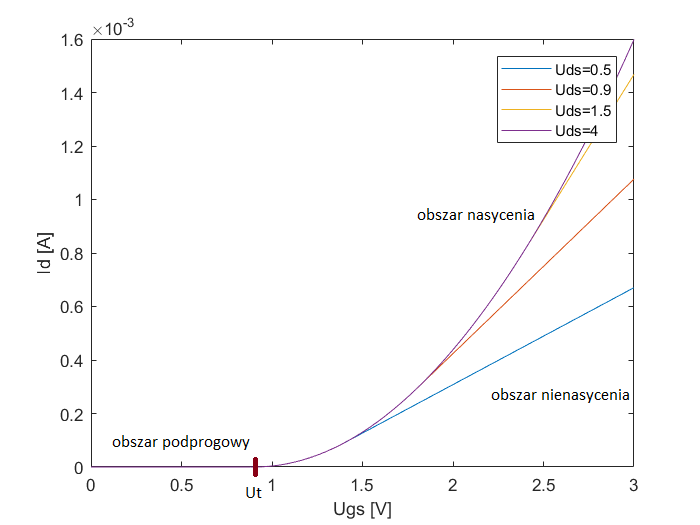 ×10-3
1.6
1.4
1.2
1
0.8
0.6
0.4
0.2
0
Id [A]
Uds=0.5
Uds=0.9
Uds=1.5
Uds=4
obszar nasycenia
obszar nienasycenia
obszar podprogowy
0 0.5 1 1.5 2 2.5 3
Ut
Ugs [V]